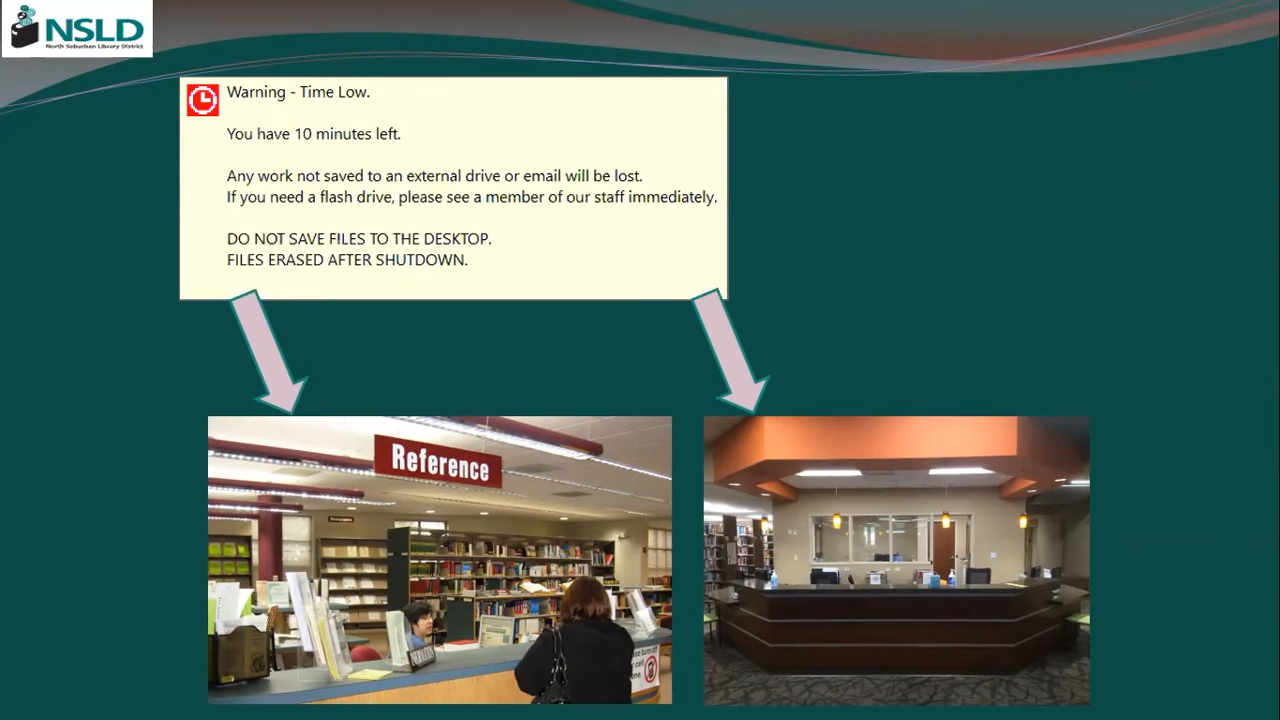 NSLD
North Suburban Library District
Warning - Time Low.
You have 10 minutes left.
Any work not saved to an external drive or email will be lost.
If you need a flash drive, please see a member of our staff immediately.
DO NOT SAVE FILES TO THE DESKTOP.
FILES ERASED AFTER SHUTDOWN.
Reference